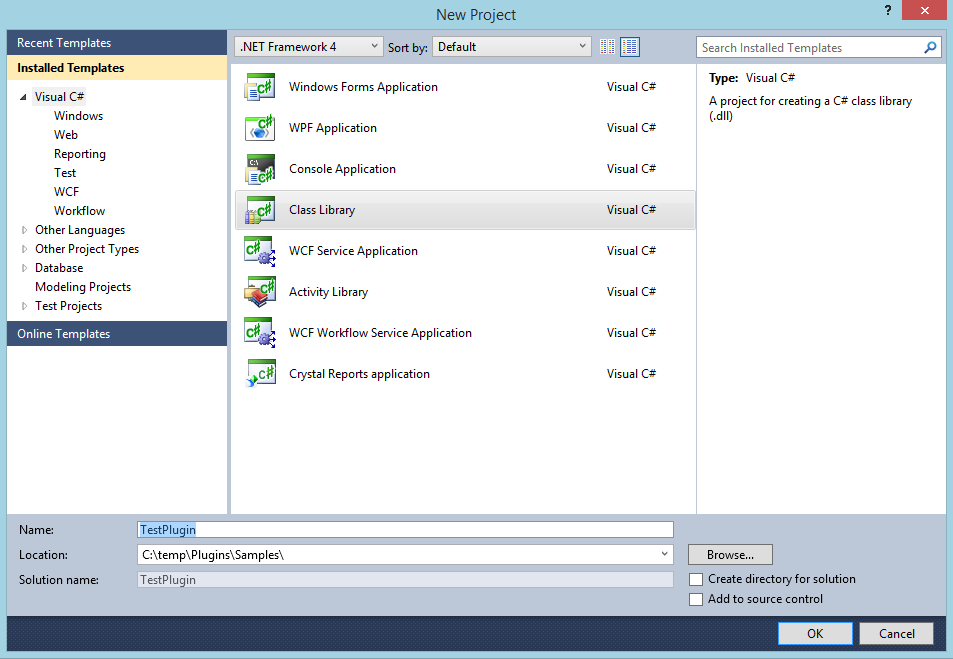 New Project
?
Recent Templates
Installed Templates
Visual C#
Windows
Web
Reporting
Test
WCF
Workflow
Other Languages
Other Project Types
Database
Modeling Projects
Test Projects
Online Templates
.NET Framework 4 Sort by: Default
Windows Forms Application Visual C#
WPF Application Visual C#
Console Application Visual C#
Class Library Visual C#
WCF Service Application Visual C#
Activity Library Visual C#
WCF Workflow Service Application Visual C#
Crystal Reports application Visual C#
Search Installed Templates
Type: Visual C#
A project for creating a C# class library
(.dll)
Name: TestPlugin
Location: C:\temp\Plugins\Samples\ Browse...
Solution name: TestPlugin Create directory for solution
Add to source control
OK Cancel